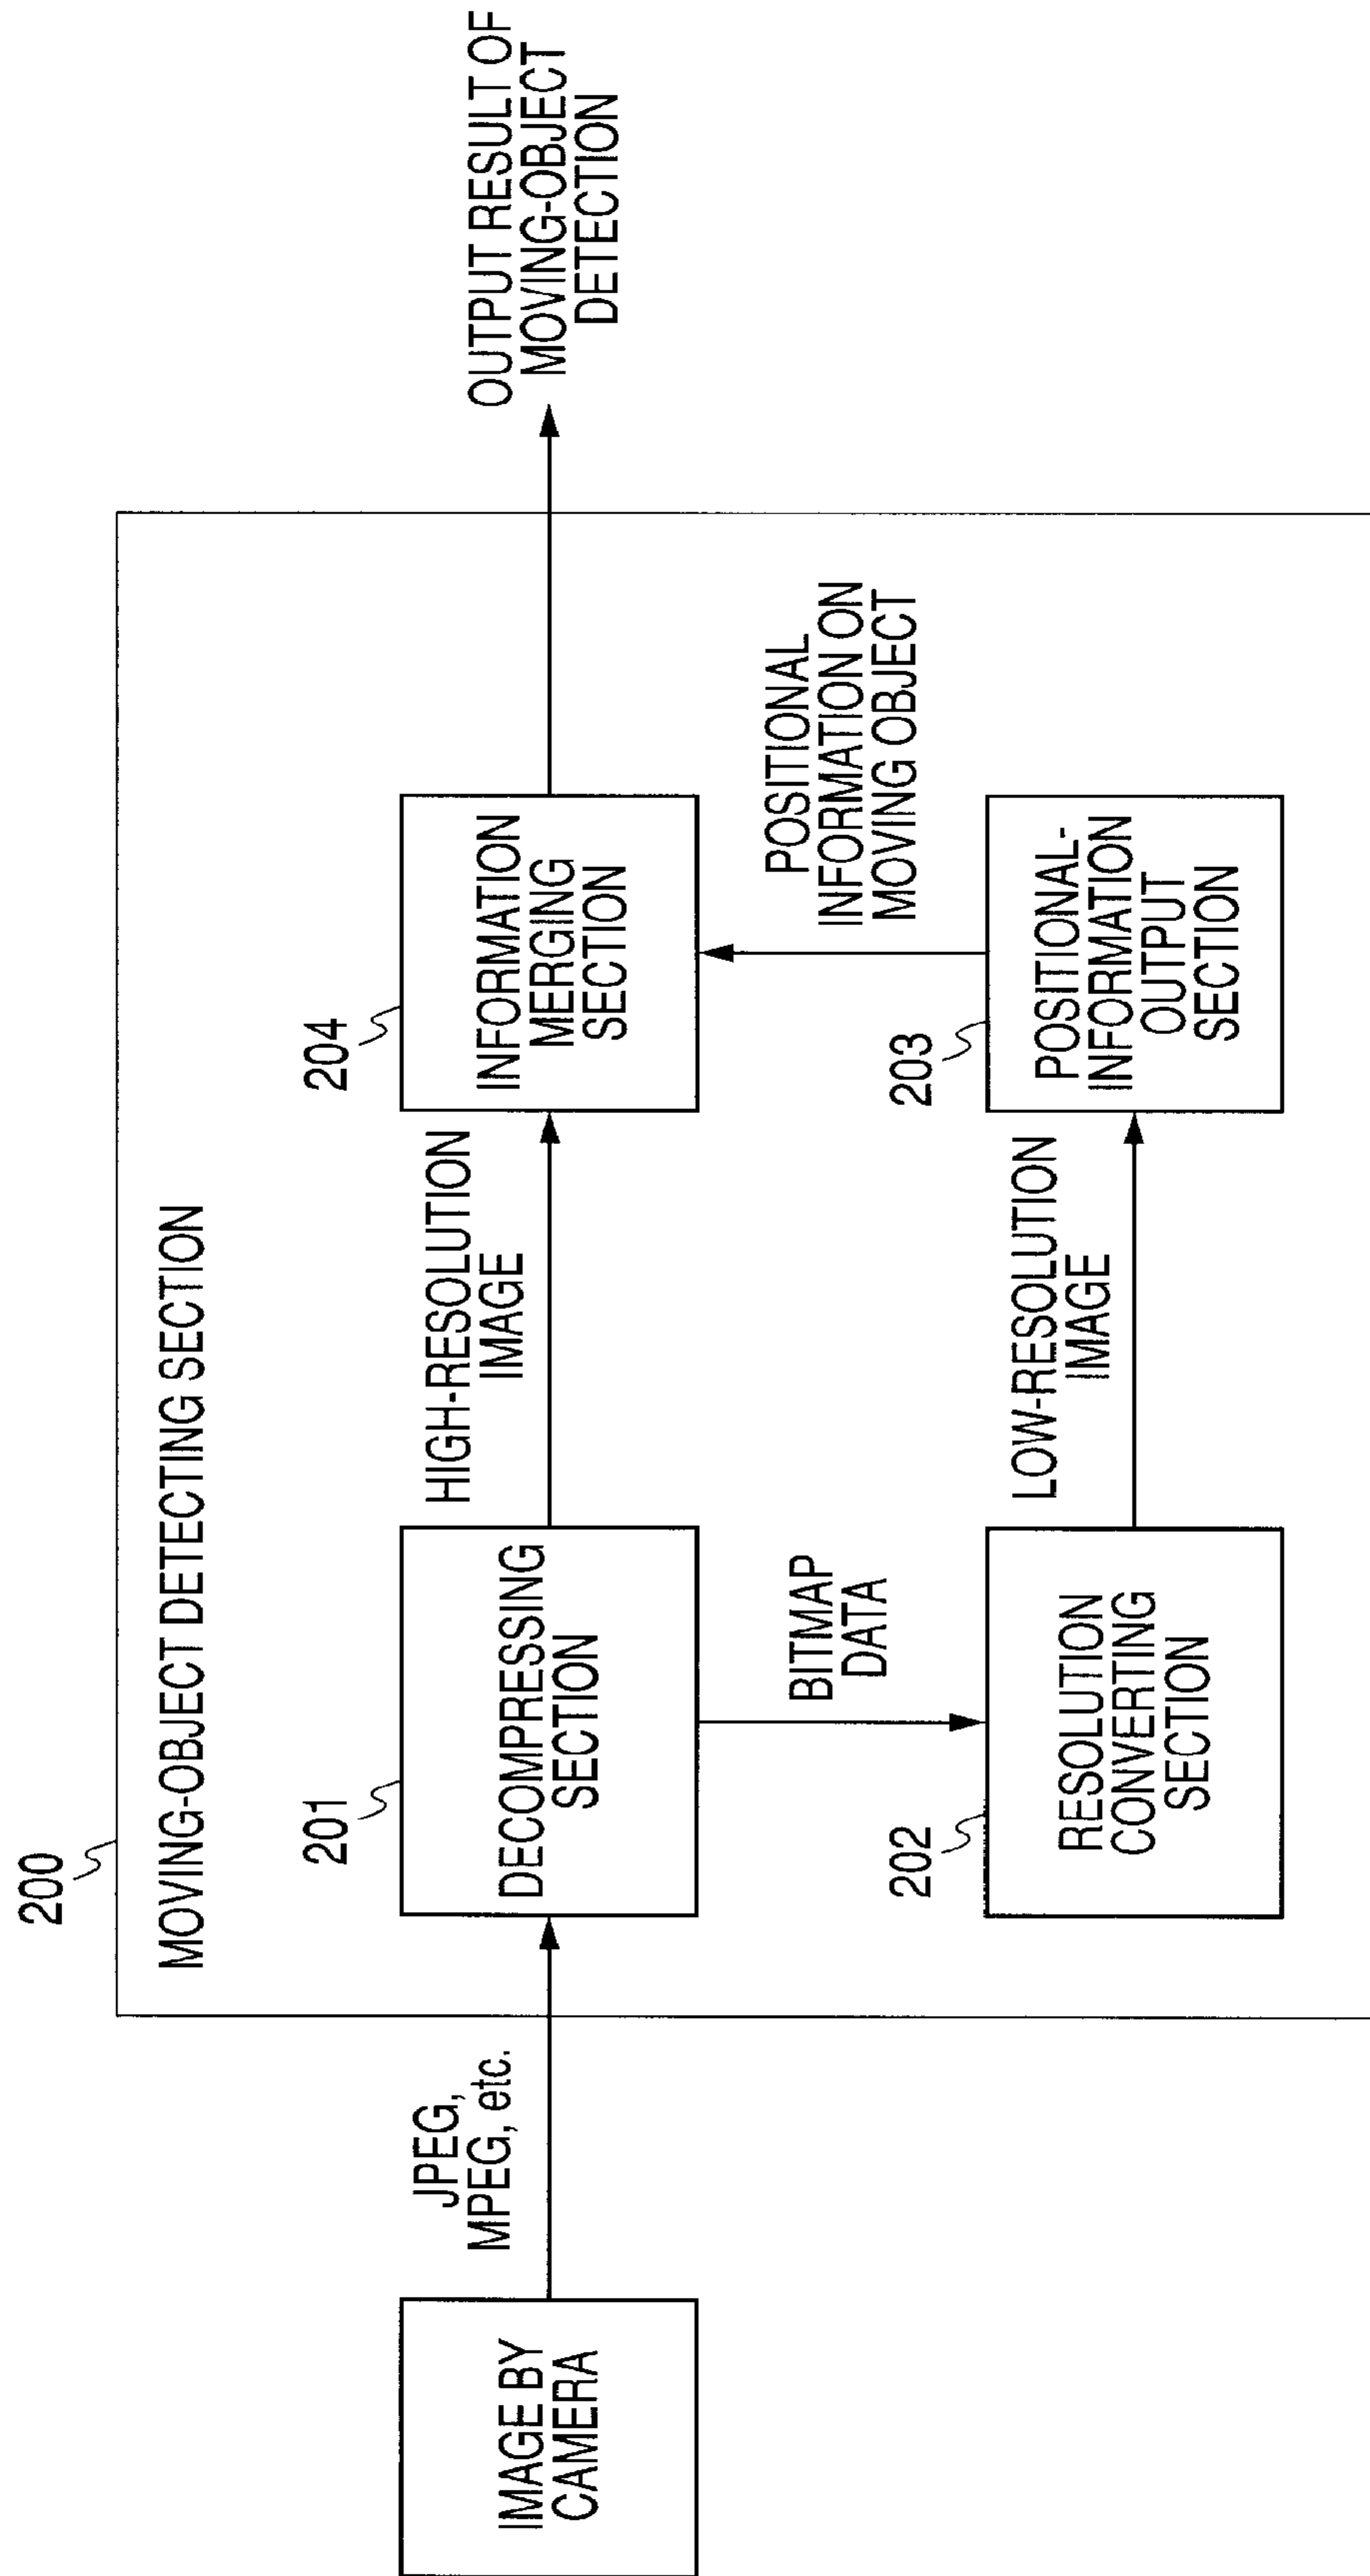 200
MOVING-OBJECT DETECTING SECTION
IMAGE BY
CAMERA
JPEG,
MPEG, etc.
201
DECOMPRESSING
SECTION
HIGH-RESOLUTION
IMAGE
204
INFORMATION
MERGING
SECTION
OUTPUT RESULT OF
MOVING-OBJECT
DETECTION
BITMAP
DATA
POSITIONAL
INFORMATION ON
MOVING OBJECT
202
RESOLUTION
CONVERTING
SECTION
LOW-RESOLUTION
IMAGE
203
POSITIONAL-
INFORMATION
OUTPUT
SECTION